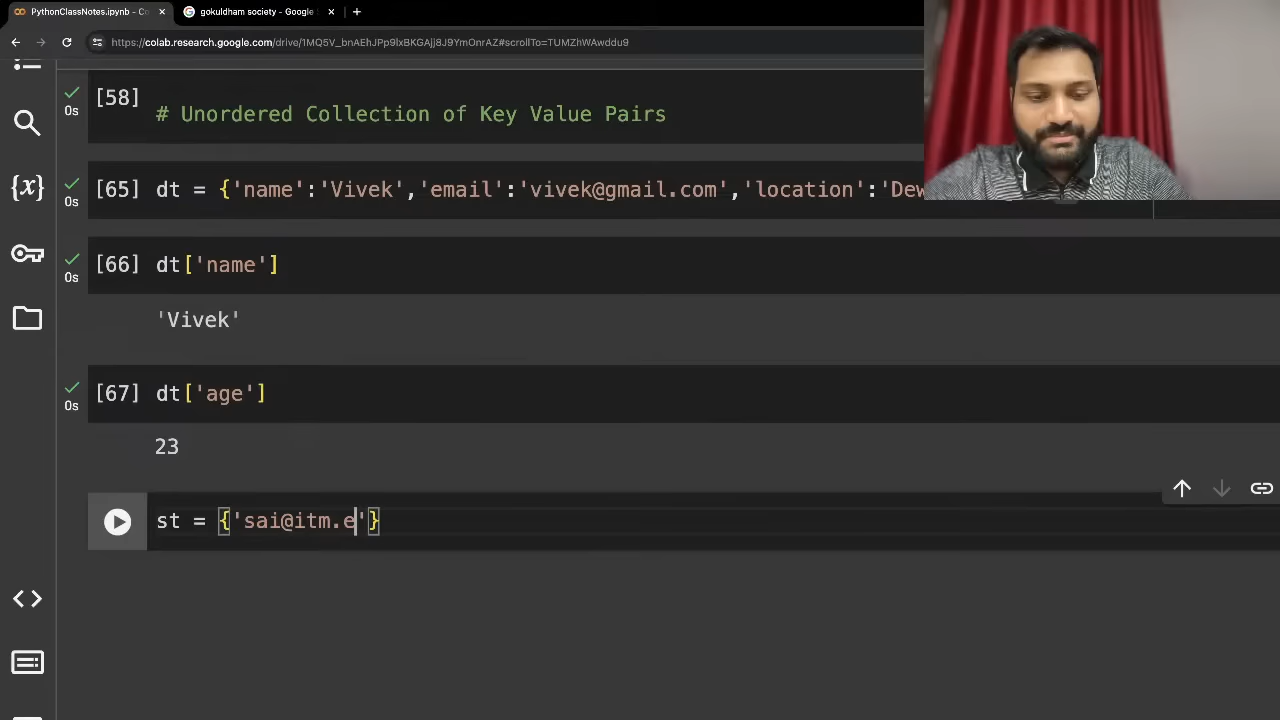 PythonClassNotes.ipynb - Co
gokuldham society - Google S
https://colab.research.google.com/drive/1MQ5V_bnAEhJPp9lxBKGAjj8J9YmOnrAZ#scrollTo=TUMZhWAwddu9
[58]
0s
# Unordered Collection of Key Value Pairs
[65] dt = {'name':'Vivek','email':'vivek@gmail.com','location':'Dew
0s
[66] dt['name']
0s
'Vivek'
[67] dt['age']
0s
23
st = {'sai@itm.e'}